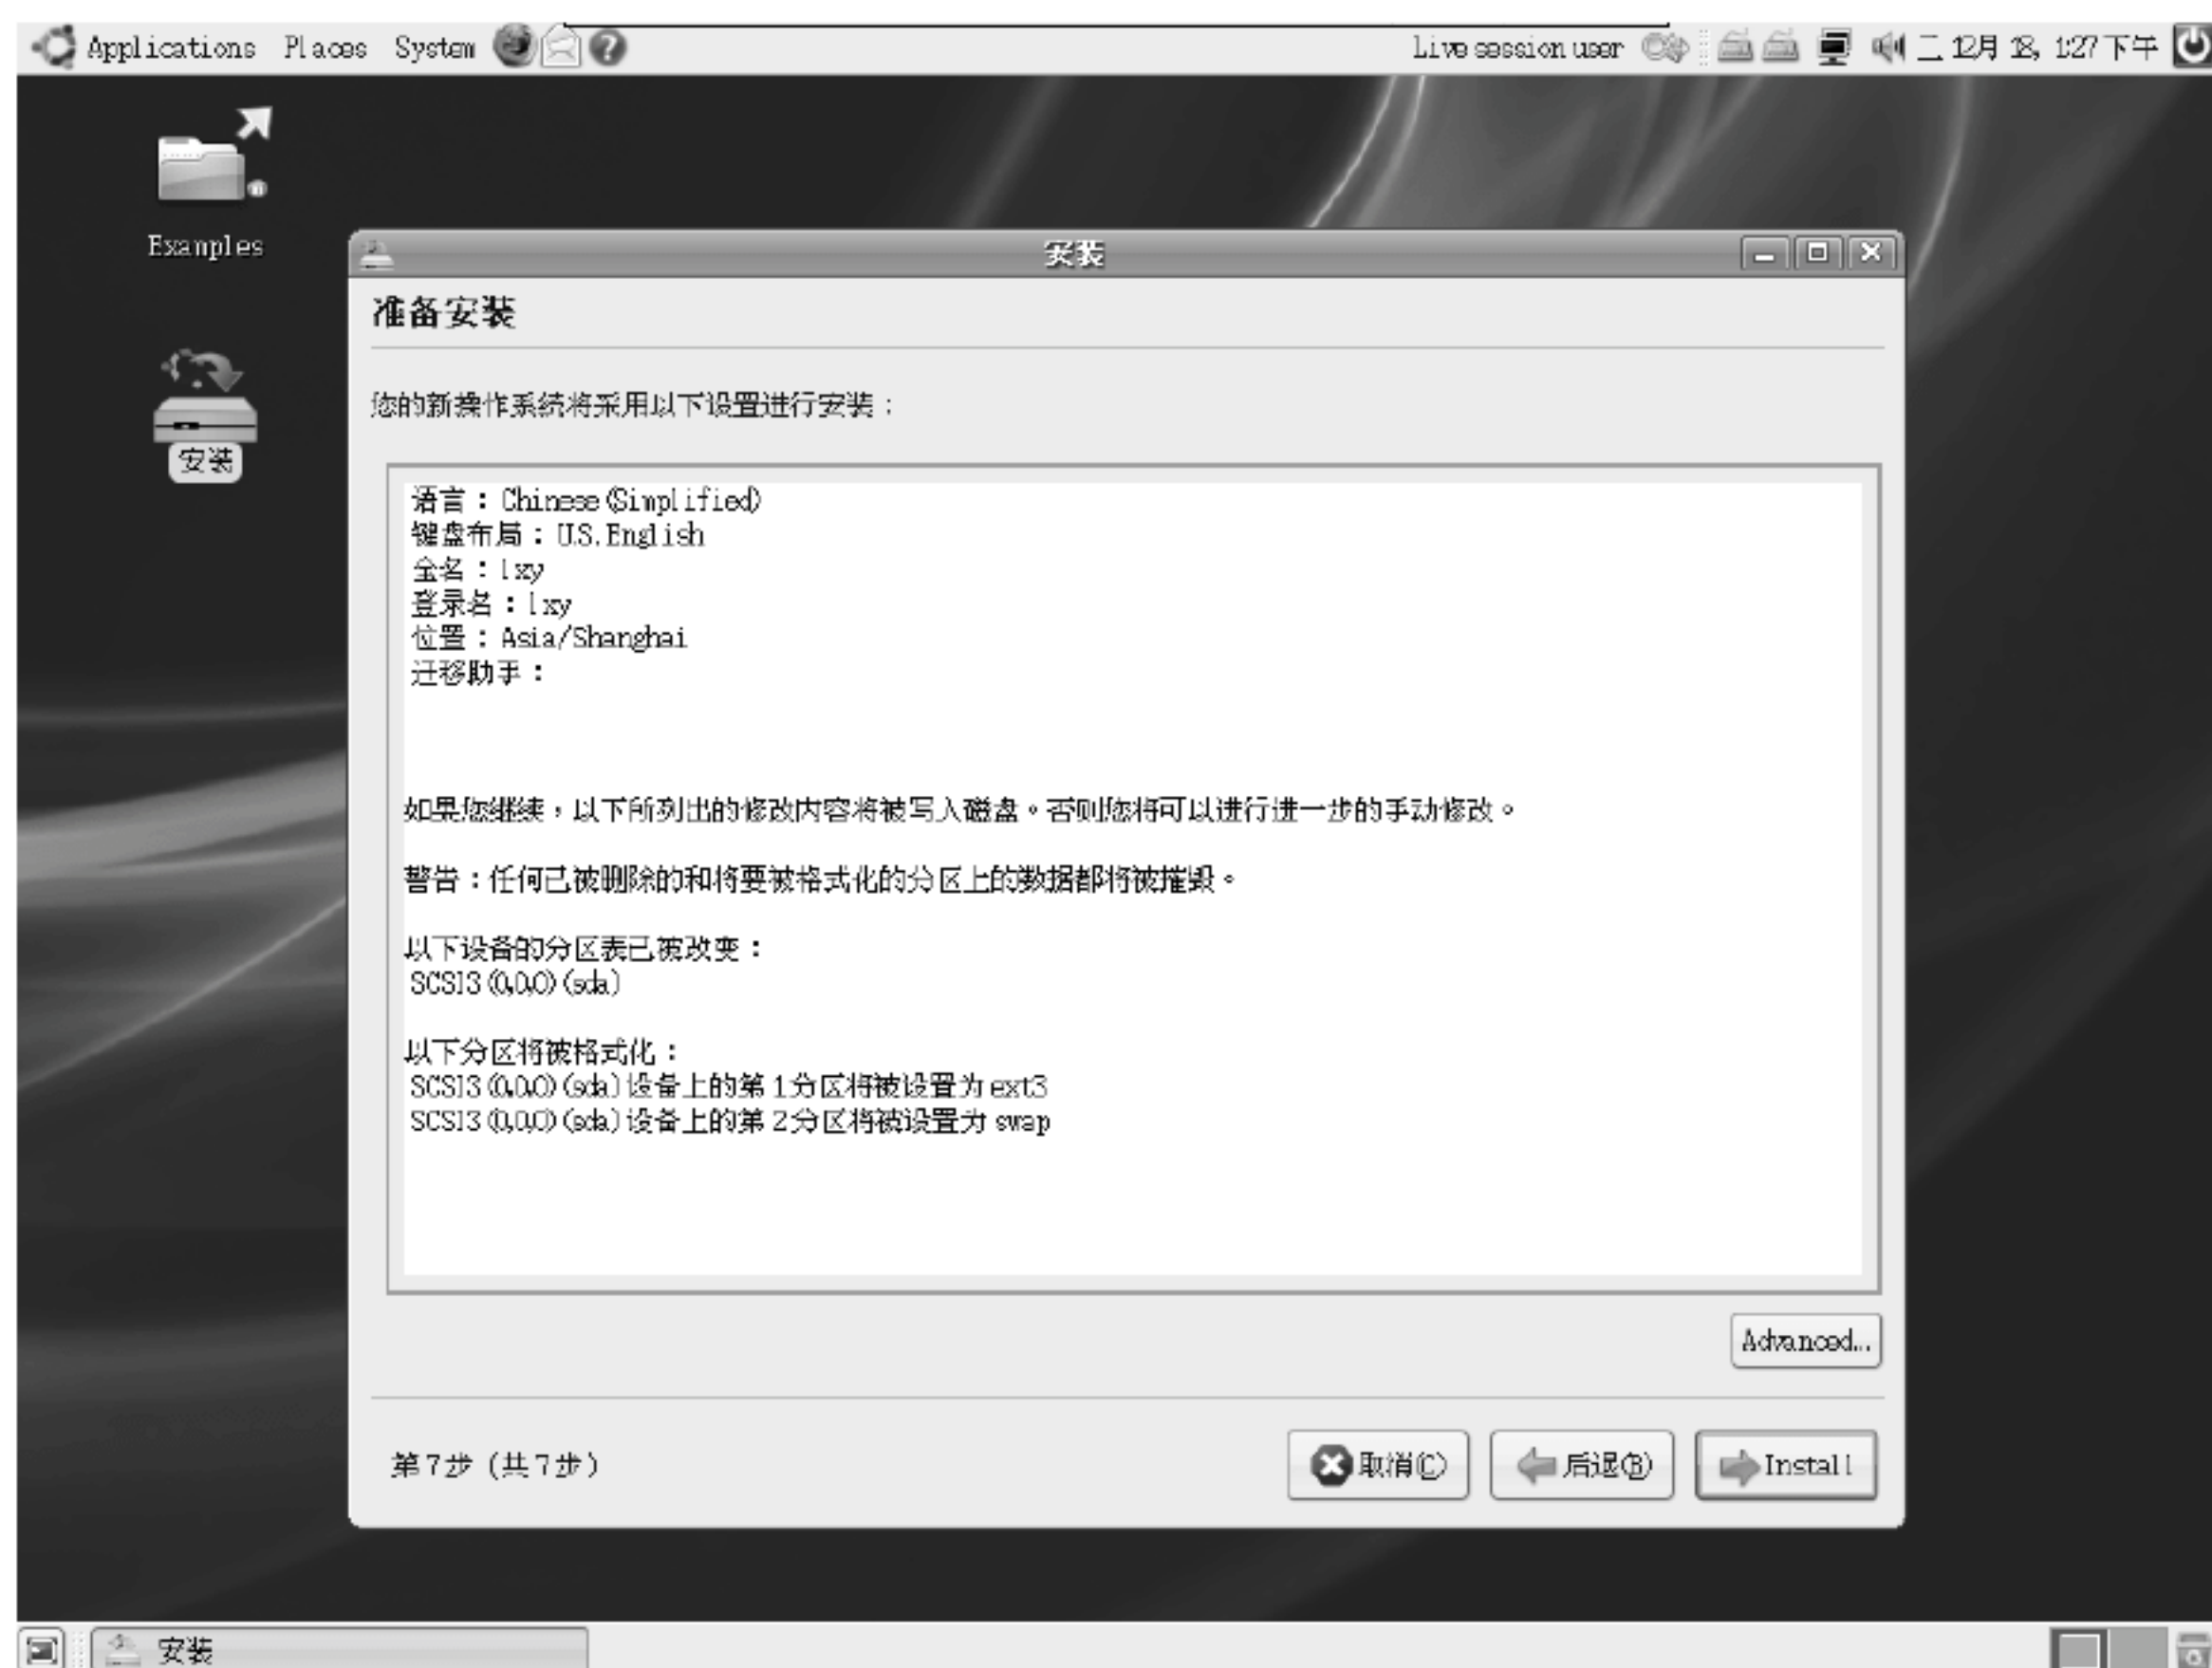 Applications Places System
Live session user 二 12月 18, 1:27 下午
Examples
安装
安装
准备安装
您的新操作系统将采用以下设置进行安装：
语言：Chinese (Simplified)
键盘布局：U.S. English
全名：lxy
登录名：lxy
位置：Asia/Shanghai
迁移助手：
如果您继续，以下所列出的修改内容将被写入磁盘。否则您将可以进行进一步的手动修改。
警告：任何已被删除的和将要被格式化的分区上的数据都将被摧毁。
以下设备的分区表已被改变：
SCSI3 (0,0,0) (sda)
以下分区将被格式化：
SCSI3 (0,0,0) (sda) 设备上的第 1 分区将被设置为 ext3
SCSI3 (0,0,0) (sda) 设备上的第 2 分区将被设置为 swap
Advanced...
第 7 步 (共 7 步)
取消(C) 后退(B) Install
安装